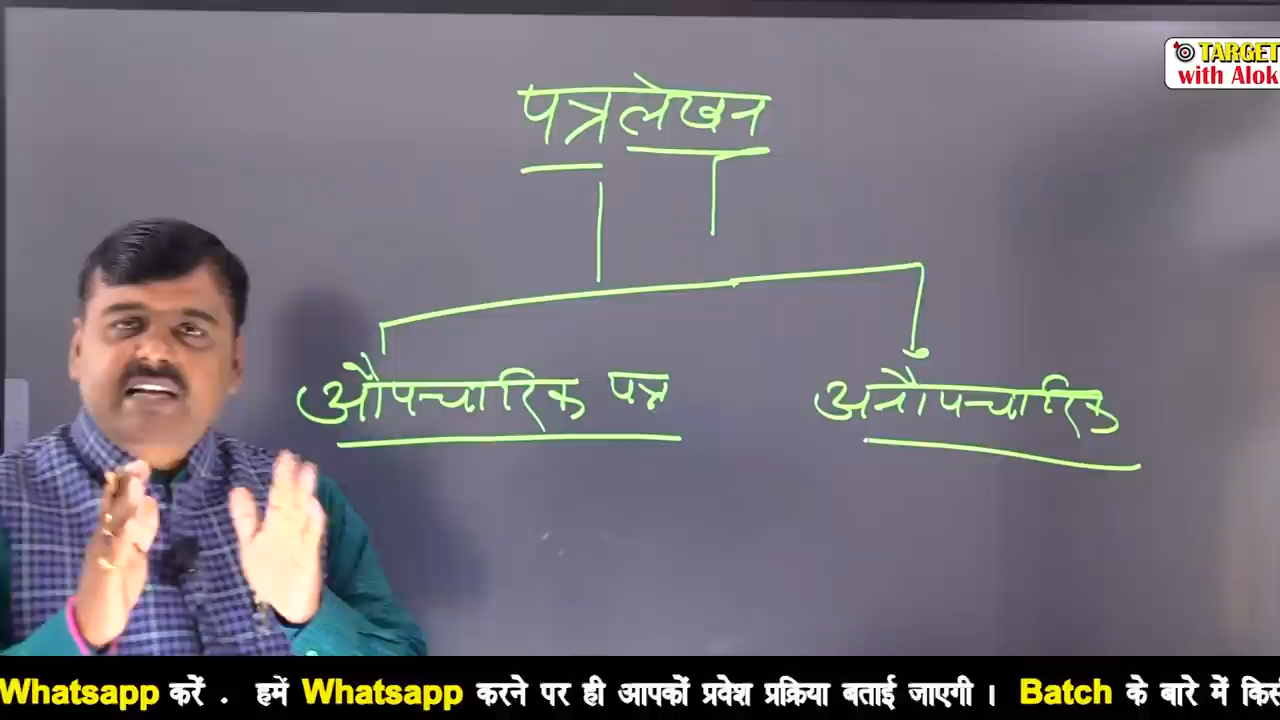 TARGET
with Alok
पत्रलेखन
औपचारिक पत्र
अनौपचारिक
Whatsapp करें . हमें Whatsapp करने पर ही आपकों प्रवेश प्रक्रिया बताई जाएगी । Batch के बारे में किसी